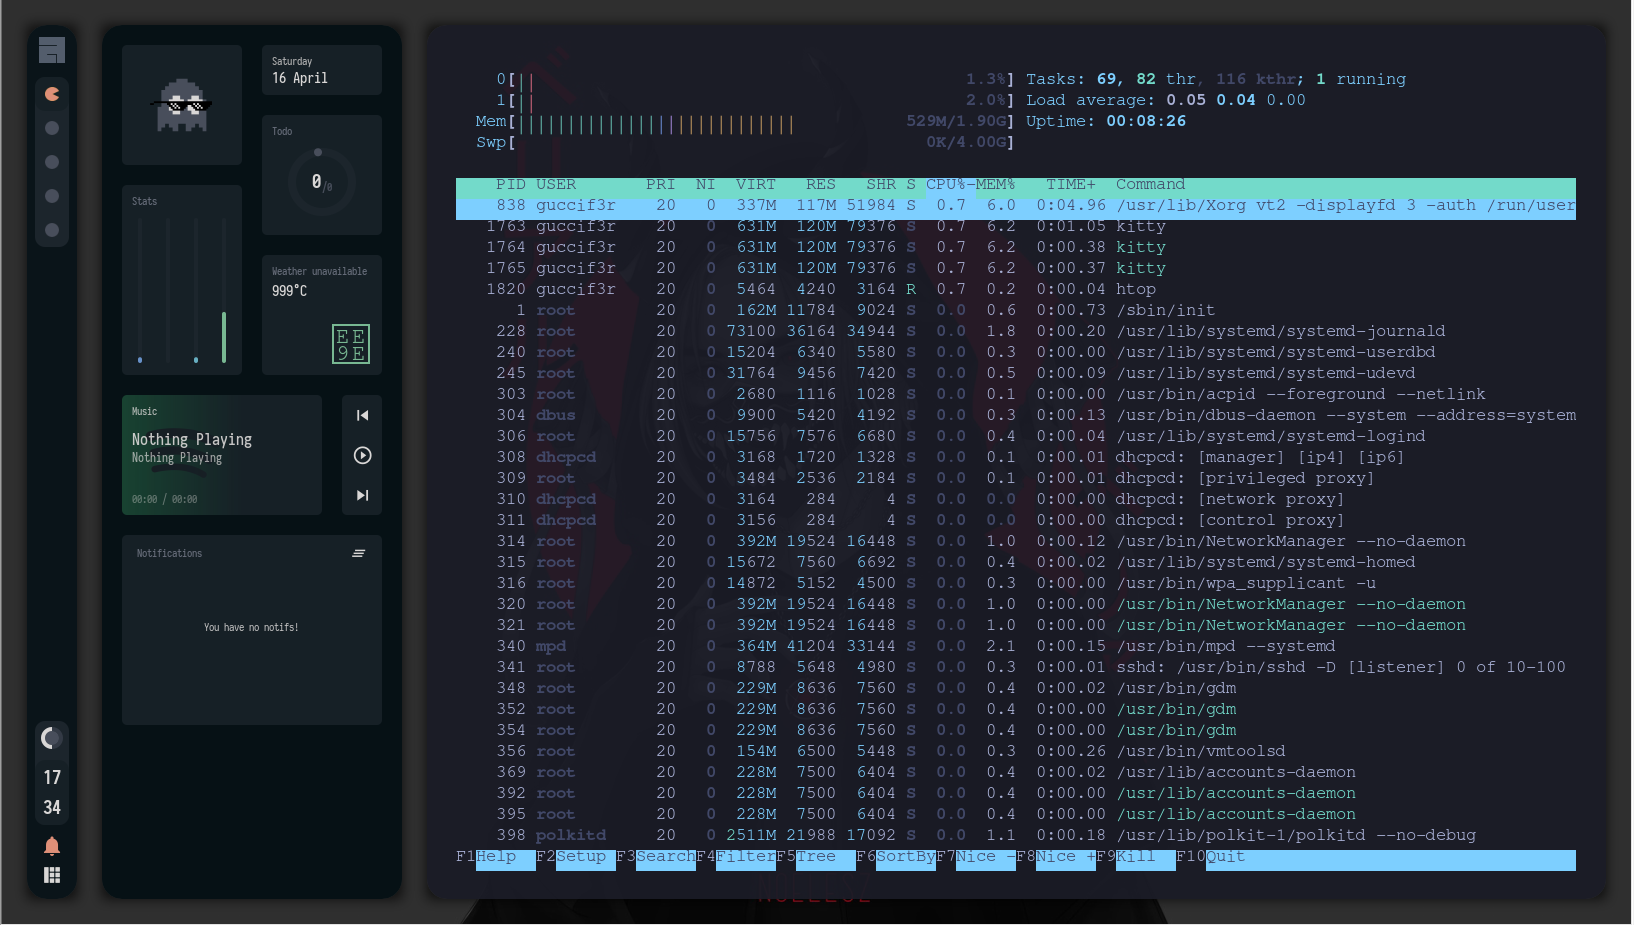 Saturday
16 April
Todo
0/0
Stats
Weather unavailable
999°C
EE
9E
Music
Nothing Playing
Nothing Playing
00:00 / 00:00
Notifications
You have no notifs!
17
34
0[|| 1.3%] Tasks: 69, 82 thr, 116 kthr; 1 running
1[|| 2.0%] Load average: 0.05 0.04 0.00
Mem[|||||||||||||||||||||||||||| 529M/1.90G] Uptime: 00:08:26
Swp[ 0K/4.00G]
PID USER PRI NI VIRT RES SHR S CPU%-MEM% TIME+ Command
838 guccif3r 20 0 337M 117M 51984 S 0.7 6.0 0:04.96 /usr/lib/Xorg vt2 -displayfd 3 -auth /run/user
1763 guccif3r 20 0 631M 120M 79376 S 0.7 6.2 0:01.05 kitty
1764 guccif3r 20 0 631M 120M 79376 S 0.7 6.2 0:00.38 kitty
1765 guccif3r 20 0 631M 120M 79376 S 0.7 6.2 0:00.37 kitty
1820 guccif3r 20 0 5464 4240 3164 R 0.7 0.2 0:00.04 htop
1 root 20 0 162M 11784 9024 S 0.0 0.6 0:00.73 /sbin/init
228 root 20 0 73100 36164 34944 S 0.0 1.8 0:00.20 /usr/lib/systemd/systemd-journald
240 root 20 0 15204 6340 5580 S 0.0 0.3 0:00.00 /usr/lib/systemd/systemd-userdbd
245 root 20 0 31764 9456 7420 S 0.0 0.5 0:00.09 /usr/lib/systemd/systemd-udevd
303 root 20 0 2680 1116 1028 S 0.0 0.1 0:00.00 /usr/bin/acpid --foreground --netlink
304 dbus 20 0 9900 5420 4192 S 0.0 0.3 0:00.13 /usr/bin/dbus-daemon --system --address=system
306 root 20 0 15756 7576 6680 S 0.0 0.4 0:00.04 /usr/lib/systemd/systemd-logind
308 dhcpcd 20 0 3168 1720 1328 S 0.0 0.1 0:00.01 dhcpcd: [manager] [ip4] [ip6]
309 root 20 0 3484 2536 2184 S 0.0 0.1 0:00.01 dhcpcd: [privileged proxy]
310 dhcpcd 20 0 3164 284 4 S 0.0 0.0 0:00.00 dhcpcd: [network proxy]
311 dhcpcd 20 0 3156 284 4 S 0.0 0.0 0:00.00 dhcpcd: [control proxy]
314 root 20 0 392M 19524 16448 S 0.0 1.0 0:00.12 /usr/bin/NetworkManager --no-daemon
315 root 20 0 15672 7560 6692 S 0.0 0.4 0:00.02 /usr/lib/systemd/systemd-homed
316 root 20 0 14872 5152 4500 S 0.0 0.3 0:00.00 /usr/bin/wpa_supplicant -u
320 root 20 0 392M 19524 16448 S 0.0 1.0 0:00.00 /usr/bin/NetworkManager --no-daemon
321 root 20 0 392M 19524 16448 S 0.0 1.0 0:00.00 /usr/bin/NetworkManager --no-daemon
340 mpd 20 0 364M 41204 33144 S 0.0 2.1 0:00.15 /usr/bin/mpd --systemd
341 root 20 0 8788 5648 4980 S 0.0 0.3 0:00.01 sshd: /usr/bin/sshd -D [listener] 0 of 10-100
348 root 20 0 229M 8636 7560 S 0.0 0.4 0:00.02 /usr/bin/gdm
352 root 20 0 229M 8636 7560 S 0.0 0.4 0:00.00 /usr/bin/gdm
354 root 20 0 229M 8636 7560 S 0.0 0.4 0:00.00 /usr/bin/gdm
356 root 20 0 154M 6500 5448 S 0.0 0.3 0:00.26 /usr/bin/vmtoolsd
369 root 20 0 228M 7500 6404 S 0.0 0.4 0:00.02 /usr/lib/accounts-daemon
392 root 20 0 228M 7500 6404 S 0.0 0.4 0:00.00 /usr/lib/accounts-daemon
395 root 20 0 228M 7500 6404 S 0.0 0.4 0:00.00 /usr/lib/accounts-daemon
398 polkitd 20 0 2511M 21988 17092 S 0.0 1.1 0:00.18 /usr/lib/polkit-1/polkitd --no-debug
F1Help F2Setup F3SearchF4FilterF5Tree F6SortByF7Nice -F8Nice +F9Kill F10Quit